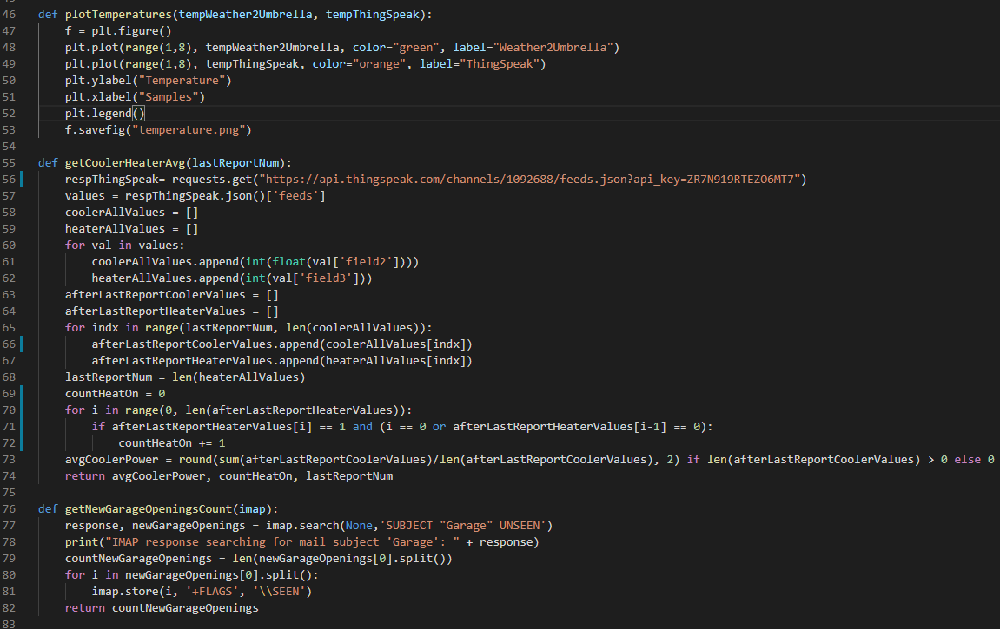 46 def plotTemperatures(tempWeather2Umbrella, tempThingSpeak):
47     f = plt.figure()
48     plt.plot(range(1,8), tempWeather2Umbrella, color="green", label="Weather2Umbrella")
49     plt.plot(range(1,8), tempThingSpeak, color="orange", label="ThingSpeak")
50     plt.ylabel("Temperature")
51     plt.xlabel("Samples")
52     plt.legend()
53     f.savefig("temperature.png")
54
55 def getCoolerHeaterAvg(lastReportNum):
56     respThingSpeak= requests.get("https://api.thingspeak.com/channels/1092688/feeds.json?api_key=ZR7N919RTEZO6MT7")
57     values = respThingSpeak.json()['feeds']
58     coolerAllValues = []
59     heaterAllValues = []
60     for val in values:
61         coolerAllValues.append(int(float(val['field2'])))
62         heaterAllValues.append(int(val['field3']))
63     afterLastReportCoolerValues = []
64     afterLastReportHeaterValues = []
65     for indx in range(lastReportNum, len(coolerAllValues)):
66         afterLastReportCoolerValues.append(coolerAllValues[indx])
67         afterLastReportHeaterValues.append(heaterAllValues[indx])
68     lastReportNum = len(heaterAllValues)
69     countHeatOn = 0
70     for i in range(0, len(afterLastReportHeaterValues)):
71         if afterLastReportHeaterValues[i] == 1 and (i == 0 or afterLastReportHeaterValues[i-1] == 0):
72             countHeatOn += 1
73     avgCoolerPower = round(sum(afterLastReportCoolerValues)/len(afterLastReportCoolerValues), 2) if len(afterLastReportCoolerValues) > 0 else 0
74     return avgCoolerPower, countHeatOn, lastReportNum
75
76 def getNewGarageOpeningsCount(imap):
77     response, newGarageOpenings = imap.search(None,'SUBJECT "Garage" UNSEEN')
78     print("IMAP response searching for mail subject 'Garage': " + response)
79     countNewGarageOpenings = len(newGarageOpenings[0].split())
80     for i in newGarageOpenings[0].split():
81         imap.store(i, '+FLAGS', '\\SEEN')
82     return countNewGarageOpenings
83